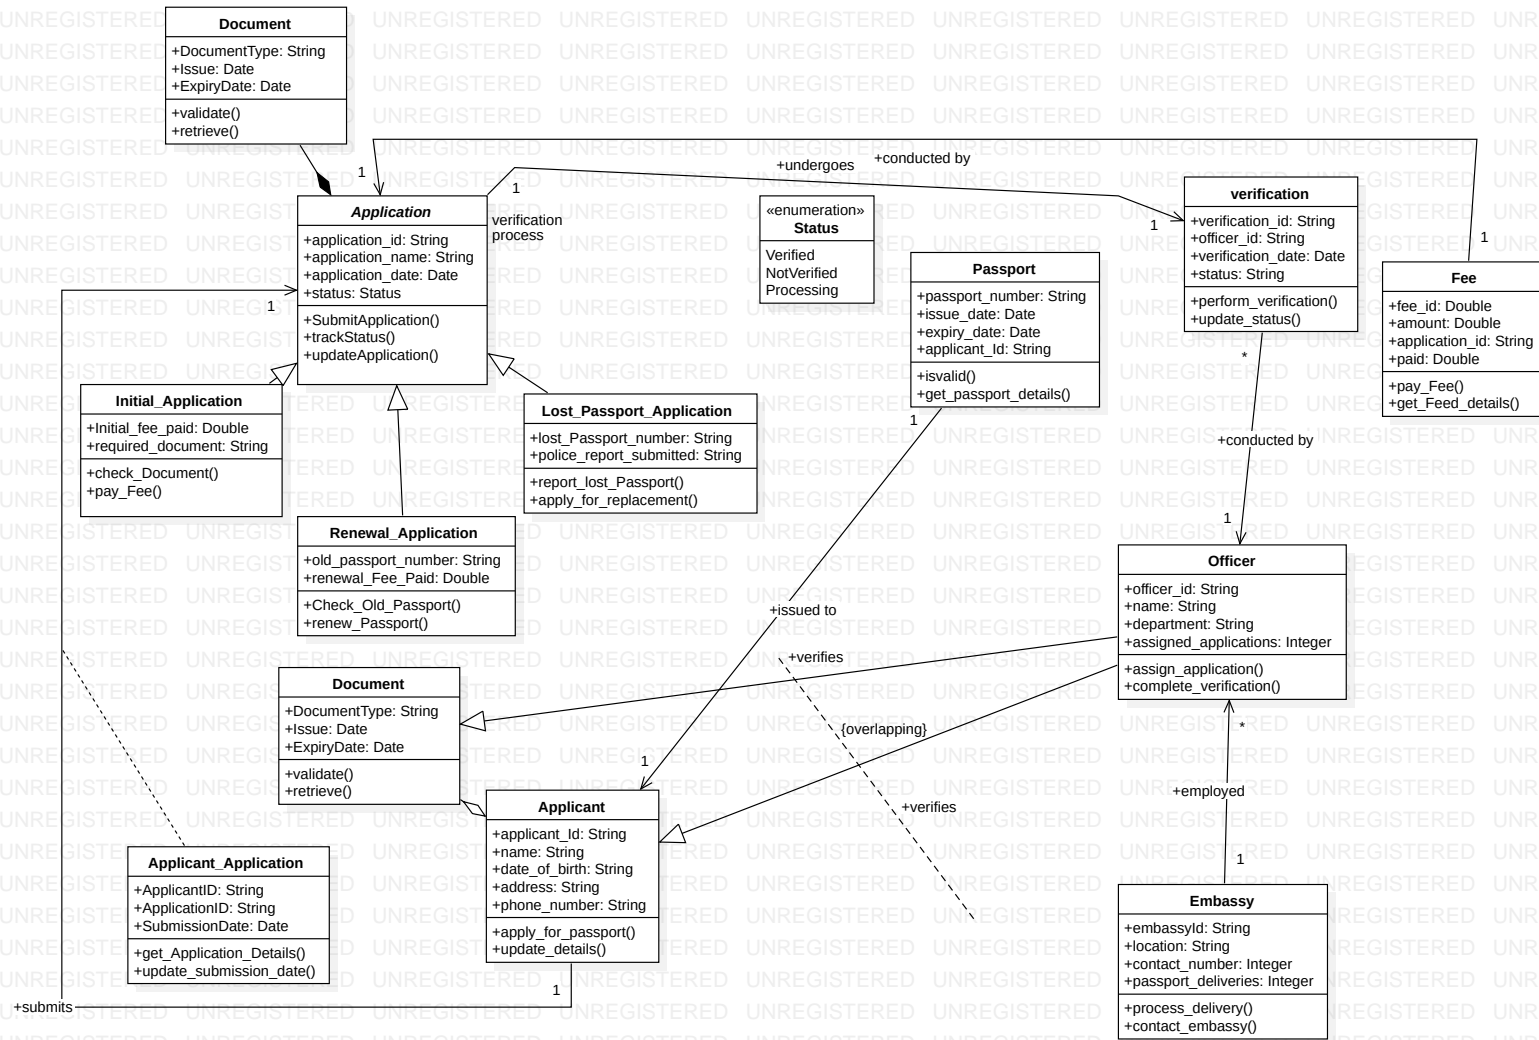 Document
+DocumentType: String
+Issue: Date
+ExpiryDate: Date
+validate()
+retrieve()
1
+undergoes
+conducted by
1
verification
process
1
1
Application
+application_id: String
+application_name: String
+application_date: Date
+status: Status
+SubmitApplication()
+trackStatus()
+updateApplication()
1
«enumeration»
Status
Verified
NotVerified
Processing
Passport
+passport_number: String
+issue_date: Date
+expiry_date: Date
+applicant_Id: String
+isvalid()
+get_passport_details()
1
verification
+verification_id: String
+officer_id: String
+verification_date: Date
+status: String
+perform_verification()
+update_status()
*
Fee
+fee_id: Double
+amount: Double
+application_id: String
+paid: Double
+pay_Fee()
+get_Feed_details()
Initial_Application
+Initial_fee_paid: Double
+required_document: String
+check_Document()
+pay_Fee()
Lost_Passport_Application
+lost_Passport_number: String
+police_report_submitted: String
+report_lost_Passport()
+apply_for_replacement()
+conducted by
1
Renewal_Application
+old_passport_number: String
+renewal_Fee_Paid: Double
+Check_Old_Passport()
+renew_Passport()
+issued to
Officer
+officer_id: String
+name: String
+department: String
+assigned_applications: Integer
+assign_application()
+complete_verification()
*
+verifies
{overlapping}
+verifies
Document
+DocumentType: String
+Issue: Date
+ExpiryDate: Date
+validate()
+retrieve()
1
Applicant
+applicant_Id: String
+name: String
+date_of_birth: String
+address: String
+phone_number: String
+apply_for_passport()
+update_details()
1
+employed
1
Applicant_Application
+ApplicantID: String
+ApplicationID: String
+SubmissionDate: Date
+get_Application_Details()
+update_submission_date()
+submits
Embassy
+embassyId: String
+location: String
+contact_number: Integer
+passport_deliveries: Integer
+process_delivery()
+contact_embassy()
UNREGISTERED